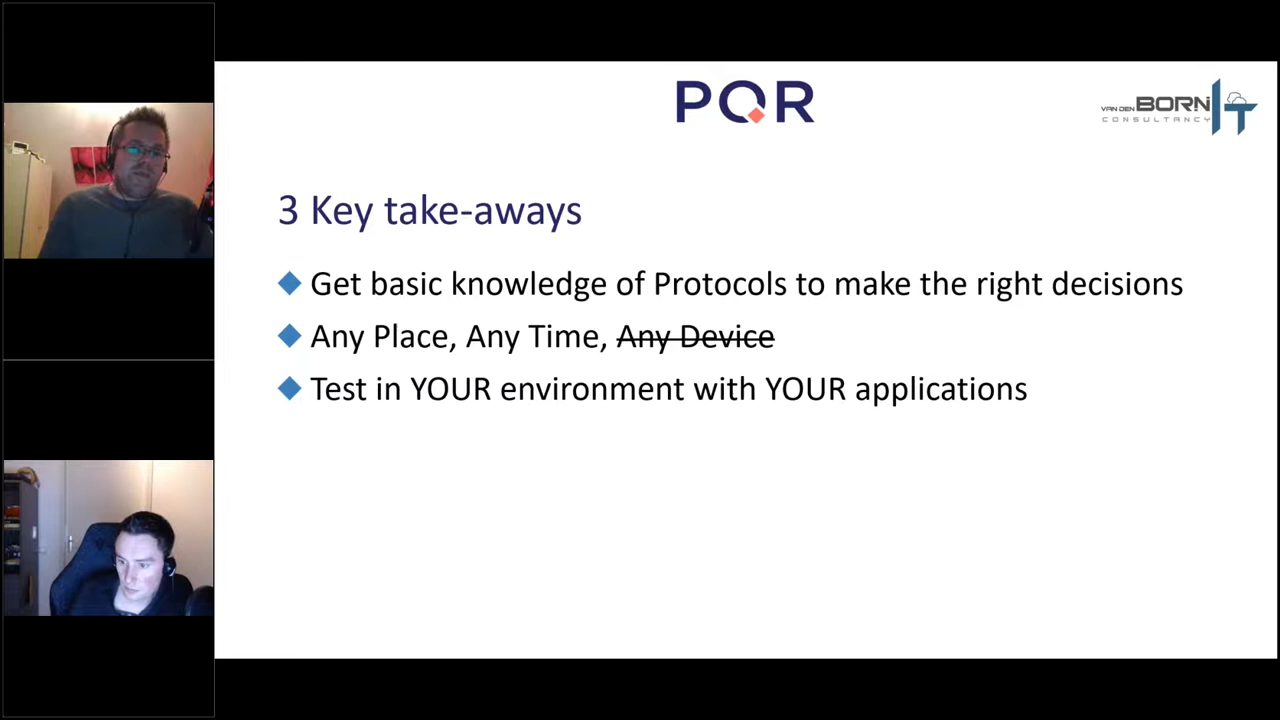 PQR
VAN DEN BORN IT
CONSULTANCY
3 Key take-aways
Get basic knowledge of Protocols to make the right decisions
Any Place, Any Time, Any Device
Test in YOUR environment with YOUR applications